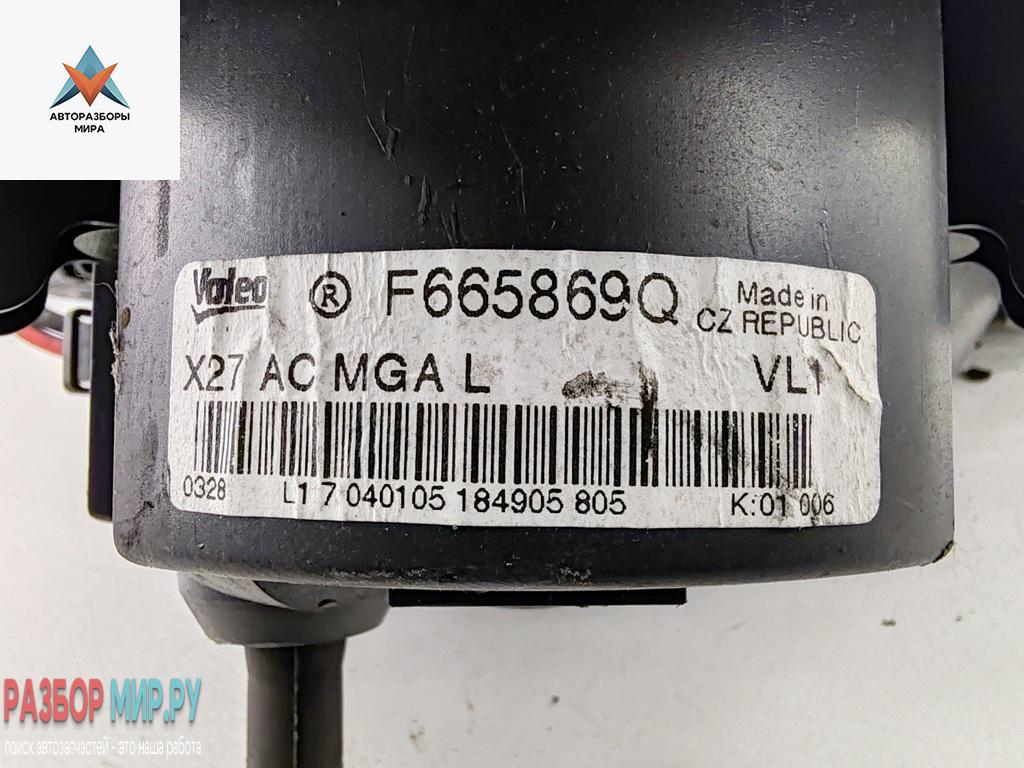 АВТОРАЗБОРЫ
МИРА
Valeo ® F665869Q Made in
CZ REPUBLIC
X27 AC MGA L VL1
0328 L1 7 040105 184905 805 K:01 006
РАЗБОР МИР.РУ
поиск автозапчастей - это наша работа